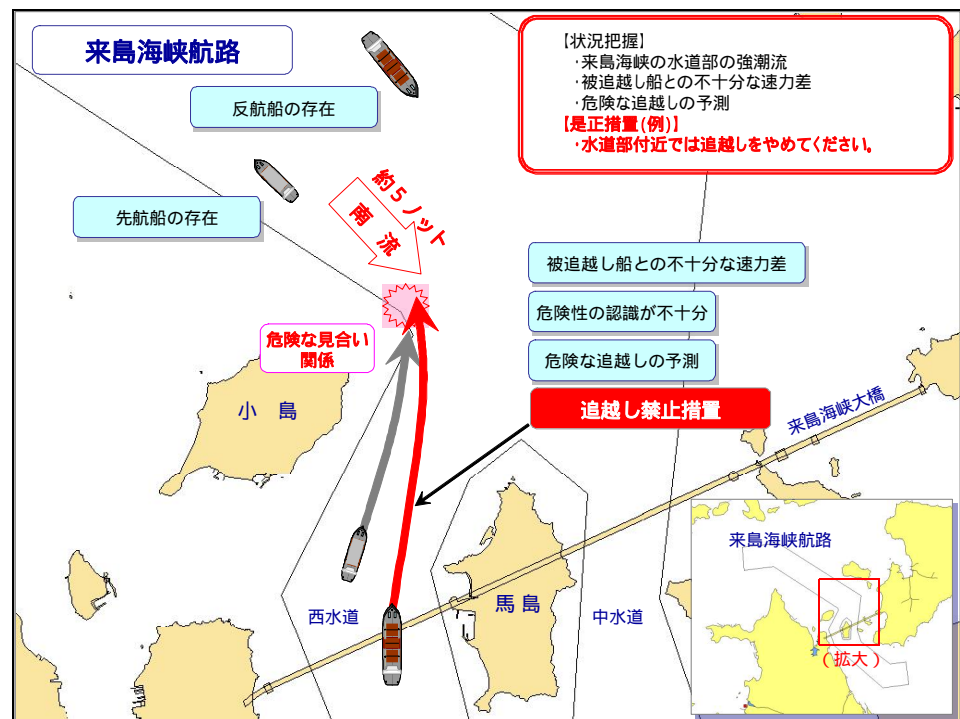 来島海峡航路
【状況把握】
・来島海峡の水道部の強潮流
・被追越し船との不十分な速力差
・危険な追越しの予測
【是正措置(例)】
・水道部付近では追越しをやめてください。
反航船の存在
先航船の存在
約5ノット
南流
被追越し船との不十分な速力差
危険性の認識が不十分
危険な見合い
関係
危険な追越しの予測
追越し禁止措置
小島
来島海峡大橋
馬島
西水道
中水道
来島海峡航路
(拡大)